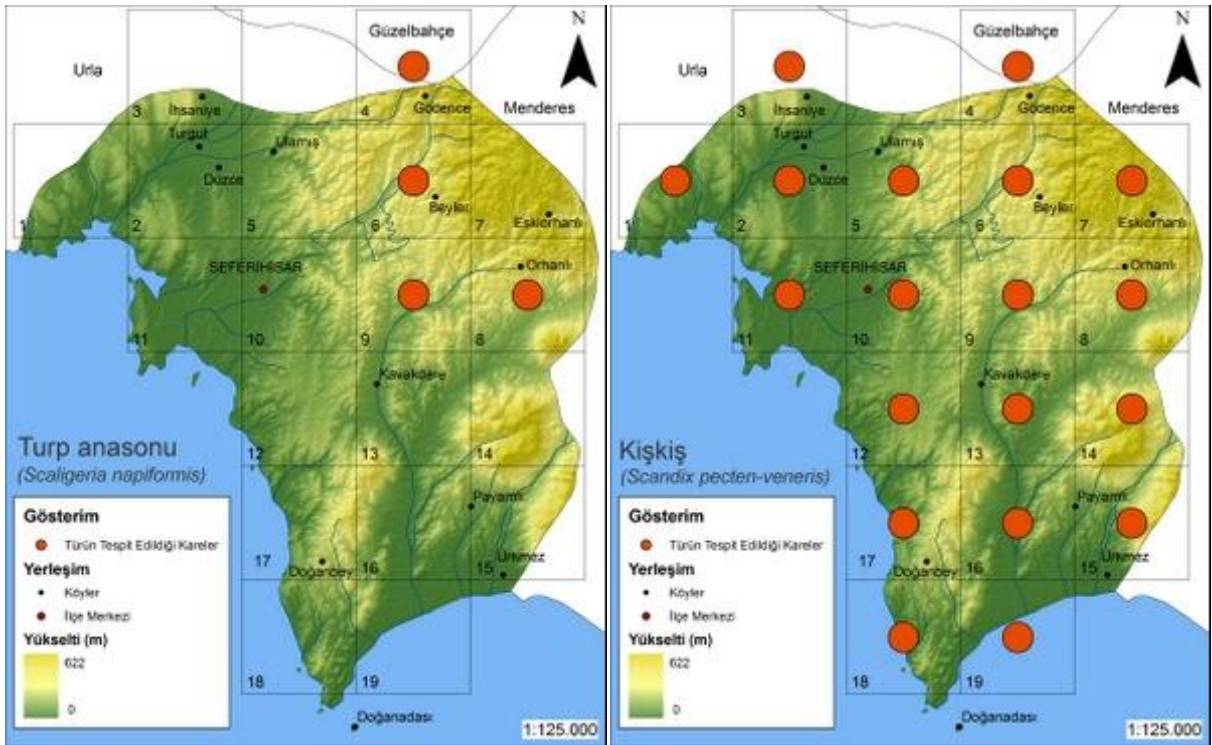 N
Güzelbahçe
Urla
Menderes
İhsaniye
Gödence
3
4
Turgut
Ulamış
Düzce
Beyler
Eskiorhanlı
1
2
5
6
7
SEFERİHİSAR
Orhanlı
11
10
9
8
Kavakdere
Turp anasonu
(Scaligeria napiformis)
12
13
14
Payamlı
Gösterim
Türün Tespit Edildiği Kareler
Yerleşim
Köyler
İlçe Merkezi
Yükselti (m)
622
0
17
Doğanbey
16
15
Ürkmez
18
19
Doğanadası
1:125.000
N
Güzelbahçe
Urla
Menderes
İhsaniye
Gödence
3
4
Turgut
Ulamış
Düzce
Beyler
Eskiorhanlı
1
2
5
6
7
SEFERİHİSAR
Orhanlı
11
10
9
8
Kavakdere
Kişkiş
(Scandix pecten-veneris)
12
13
14
Payamlı
Gösterim
Türün Tespit Edildiği Kareler
Yerleşim
Köyler
İlçe Merkezi
Yükselti (m)
622
0
17
Doğanbey
16
15
Ürkmez
18
19
Doğanadası
1:125.000